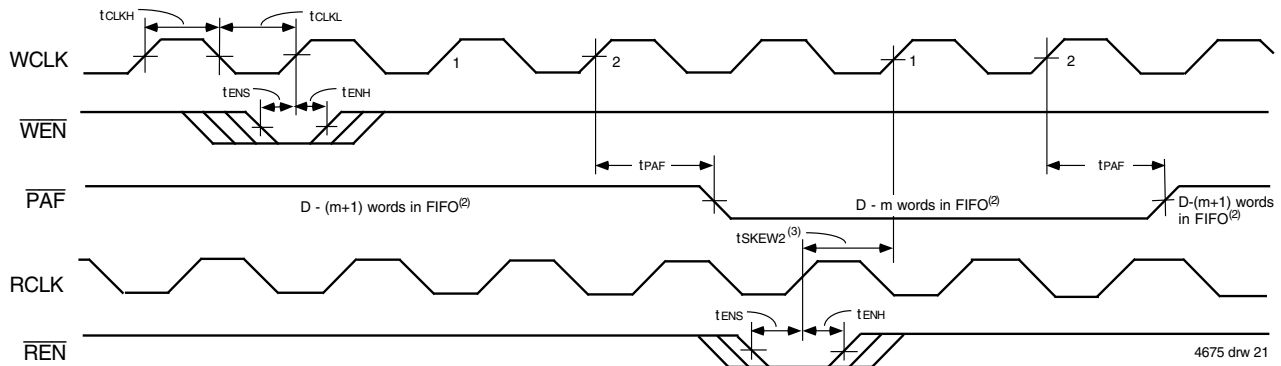 tCLKH tCLKL
WCLK 1 2 1 2
tENS tENH
WEN
tPAF tPAF
PAF D - (m+1) words in FIFO(2) D - m words in FIFO(2) D-(m+1) words in FIFO(2)
tSKEW2(3)
RCLK
tENS tENH
REN
4675 drw 21